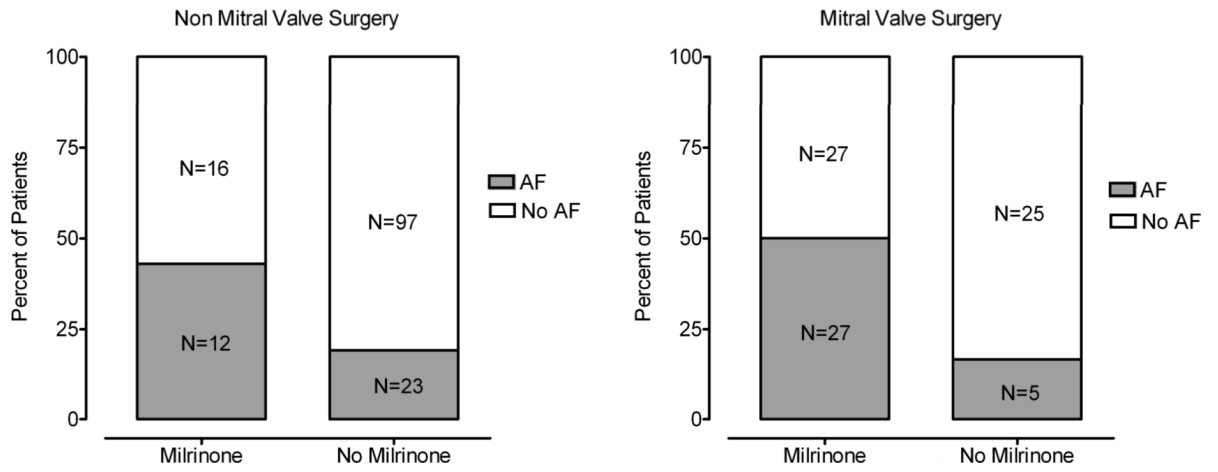 Non Mitral Valve Surgery
Percent of Patients
100
75
50
25
0
N=16
N=12
N=97
N=23
Milrinone
No Milrinone
AF
No AF
Mitral Valve Surgery
Percent of Patients
100
75
50
25
0
N=27
N=27
N=25
N=5
Milrinone
No Milrinone
AF
No AF